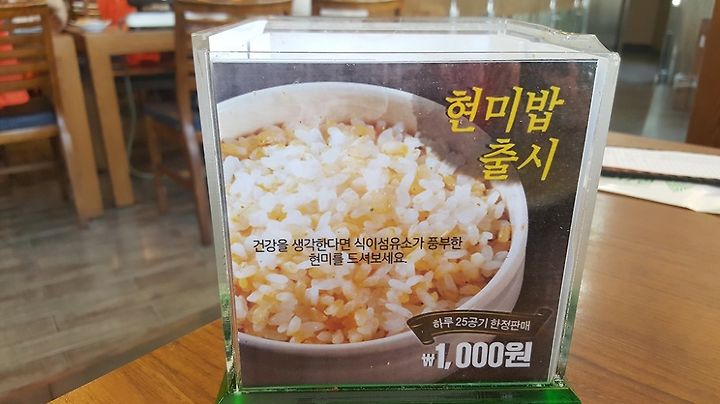 현미밥
출시
건강을 생각한다면 식이섬유소가 풍부한
현미를 드셔보세요.
하루 25공기 한정판매
₩1,000원